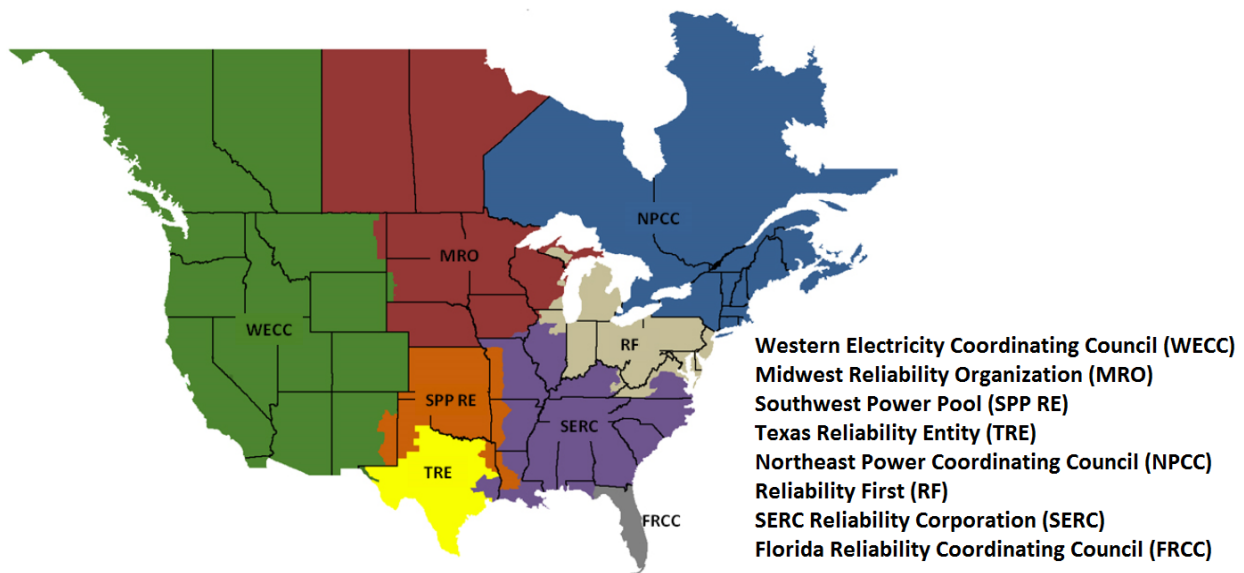 NPCC
MRO
WECC
RF
SPP RE
SERC
TRE
FRCC
Western Electricity Coordinating Council (WECC)
Midwest Reliability Organization (MRO)
Southwest Power Pool (SPP RE)
Texas Reliability Entity (TRE)
Northeast Power Coordinating Council (NPCC)
Reliability First (RF)
SERC Reliability Corporation (SERC)
Florida Reliability Coordinating Council (FRCC)